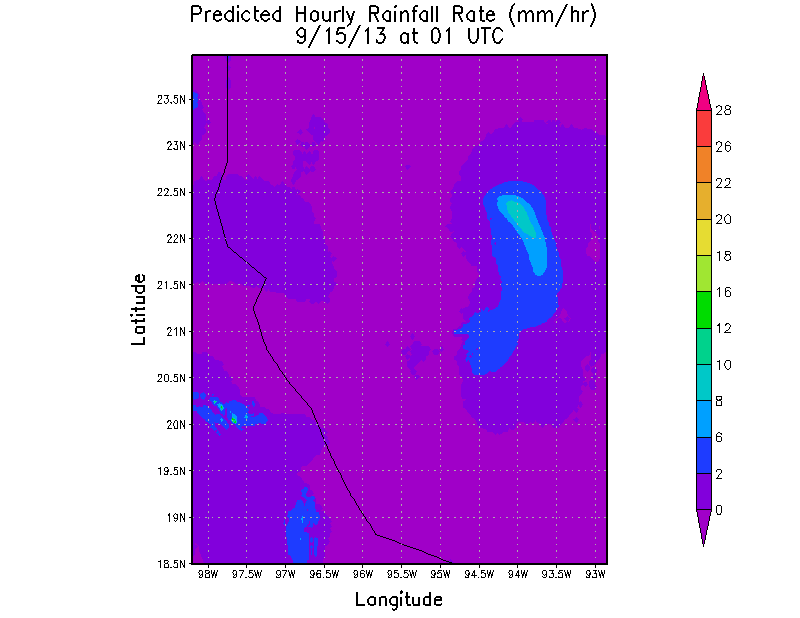 Predicted Hourly Rainfall Rate (mm/hr)
9/15/13 at 01 UTC
23.5N
23N
22.5N
22N
21.5N
21N
20.5N
20N
19.5N
19N
18.5N
Latitude
98W 97.5W 97W 96.5W 96W 95.5W 95W 94.5W 94W 93.5W 93W
Longitude
28
26
22
20
18
16
12
10
8
6
2
0